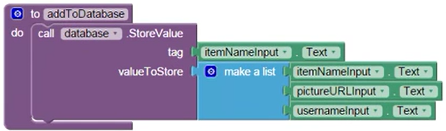 to addToDatabase
do call database .StoreValue
tag itemNameInput . Text
valueToStore make a list itemNameInput . Text
pictureURLInput . Text
usernameInput . Text